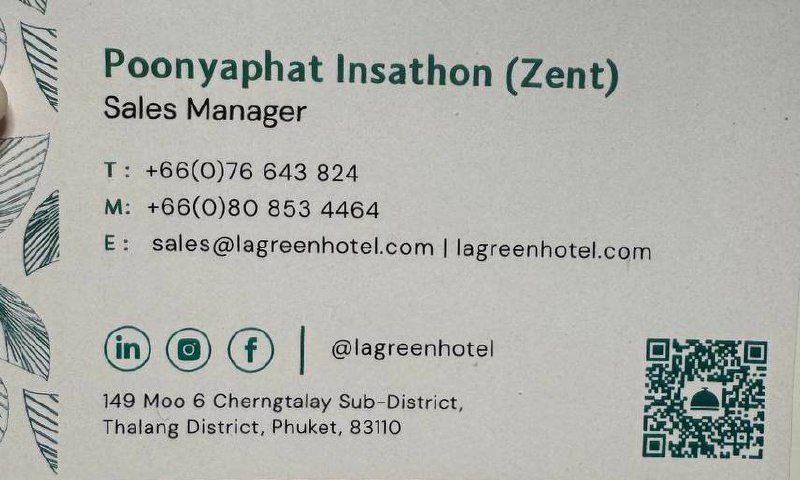 Poonyaphat Insathon (Zent)
Sales Manager
T : +66(0)76 643 824
M: +66(0)80 853 4464
E : sales@lagreenhotel.com | lagreenhotel.com
in f | @lagreenhotel
149 Moo 6 Cherngtalay Sub-District,
Thalang District, Phuket, 83110